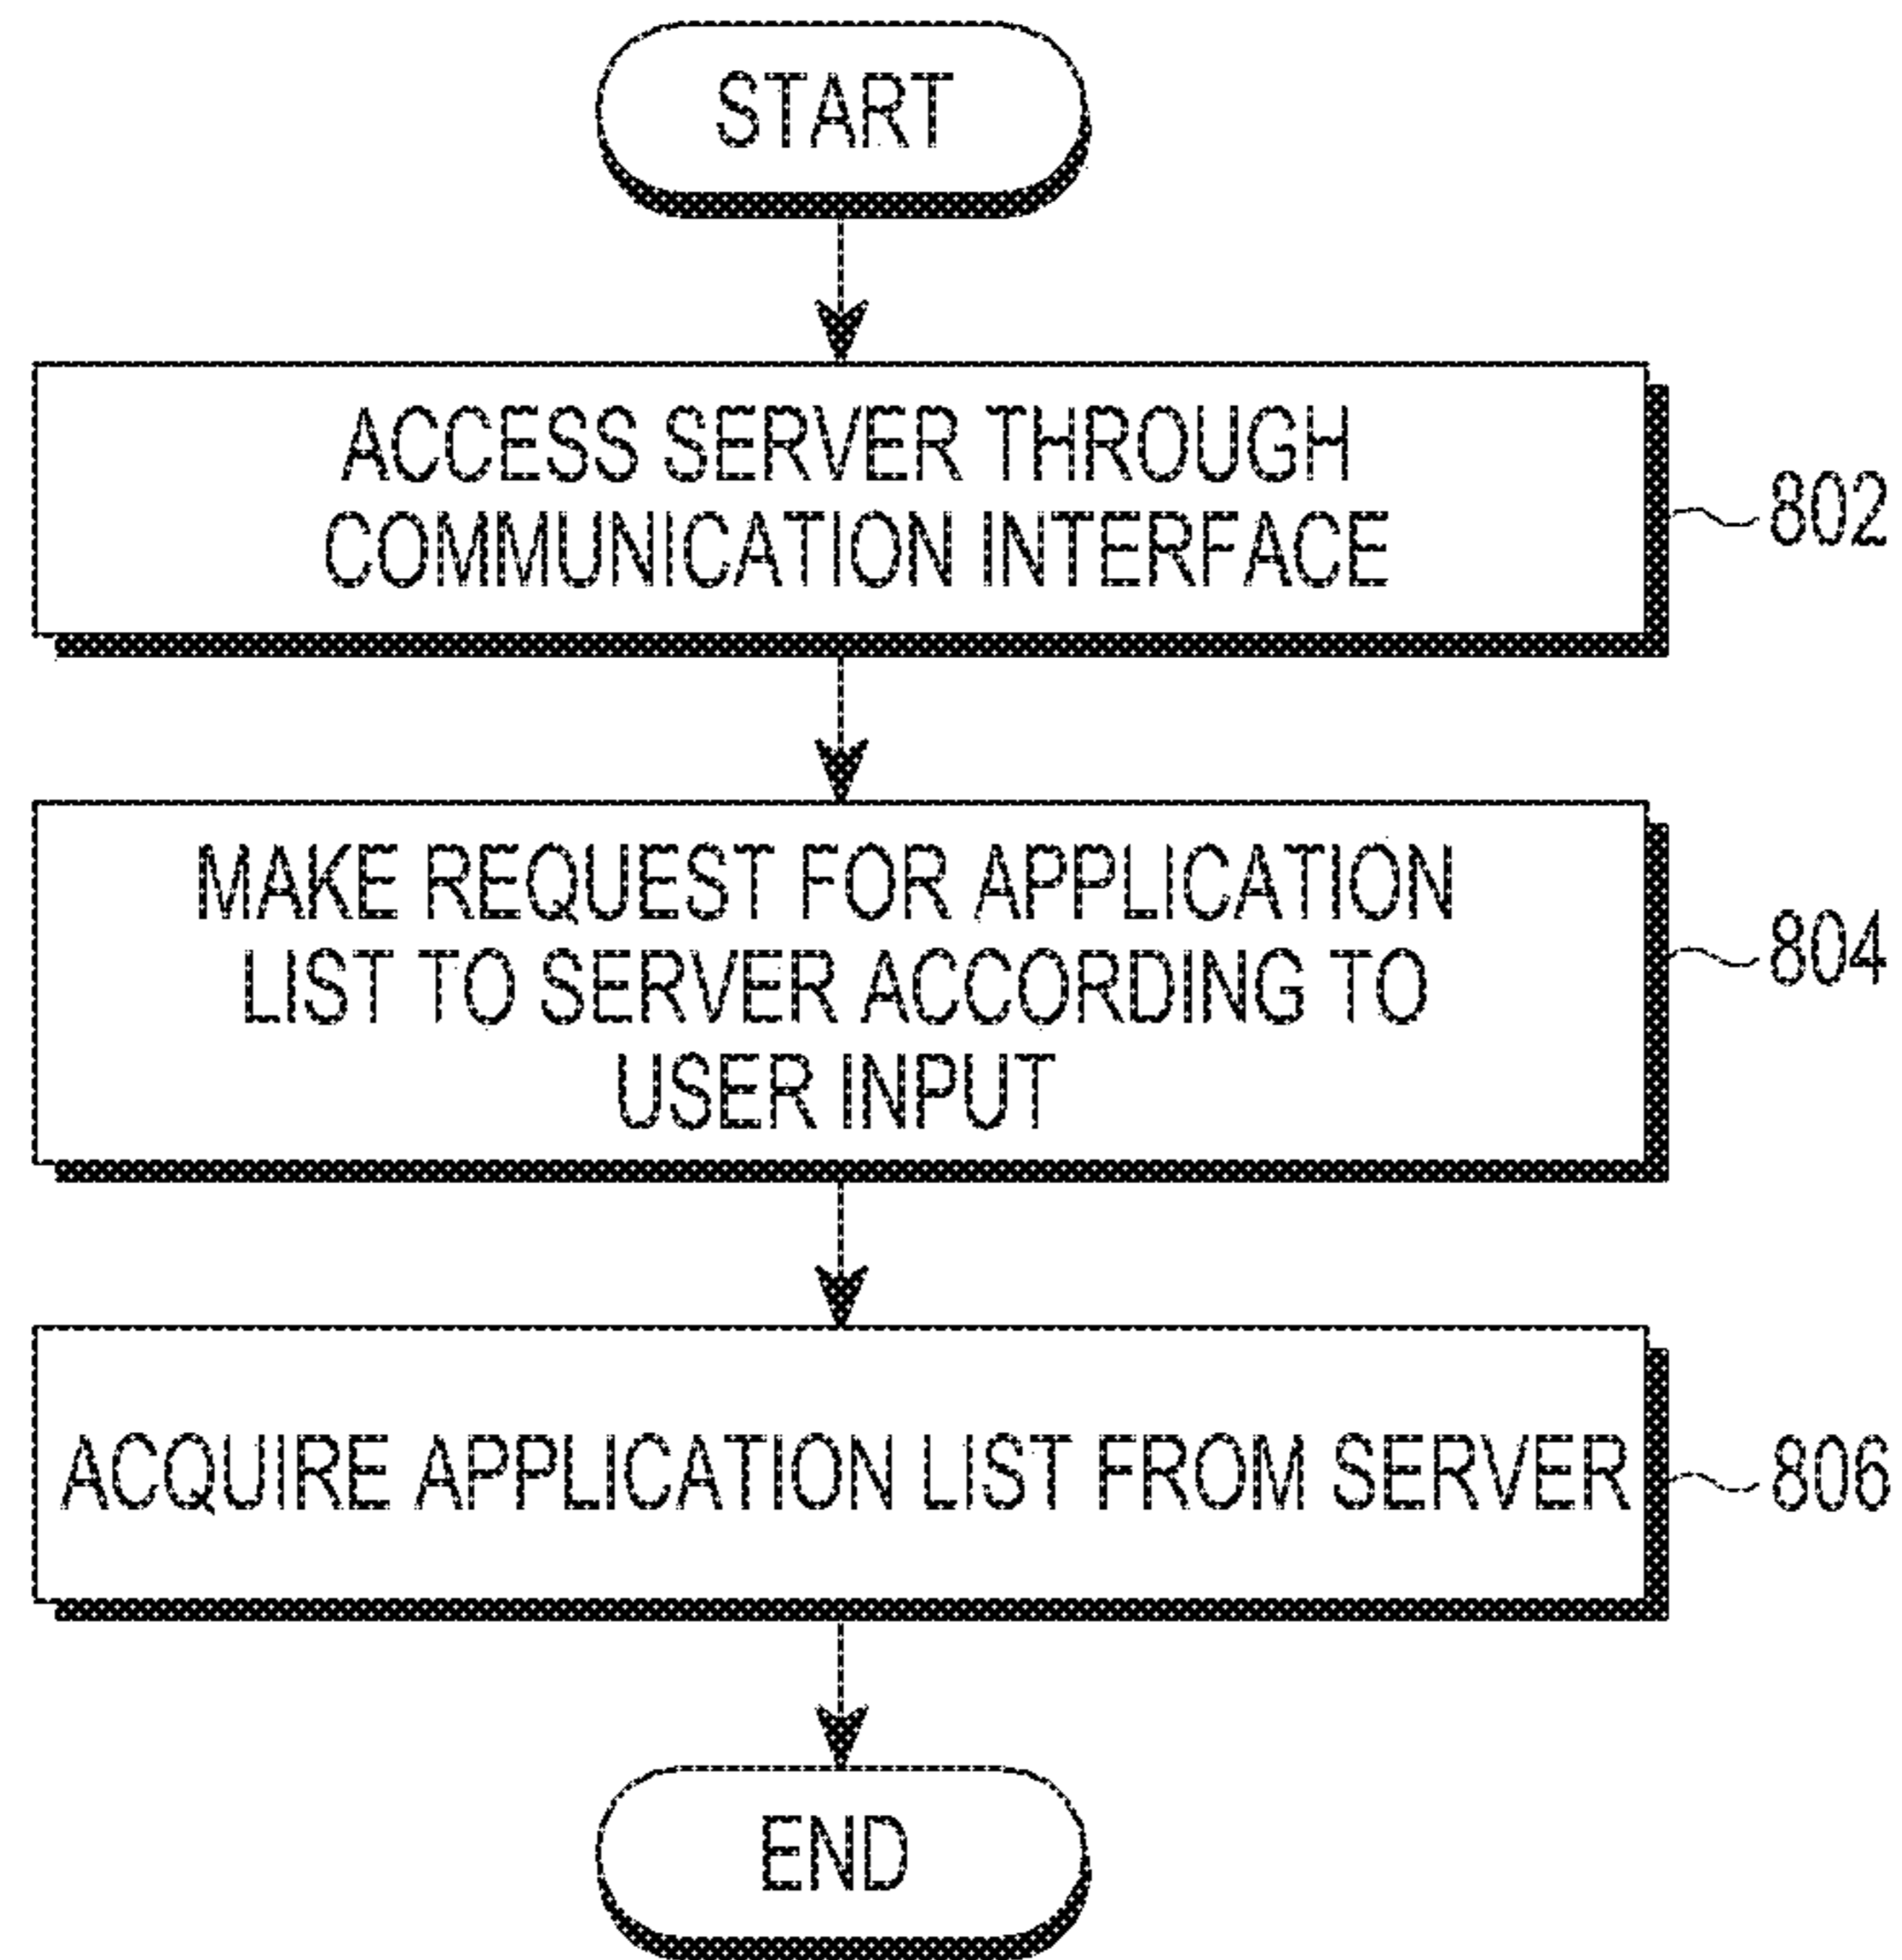 START
ACCESS SERVER THROUGH
COMMUNICATION INTERFACE
802
MAKE REQUEST FOR APPLICATION
LIST TO SERVER ACCORDING TO
USER INPUT
804
ACQUIRE APPLICATION LIST FROM SERVER
806
END